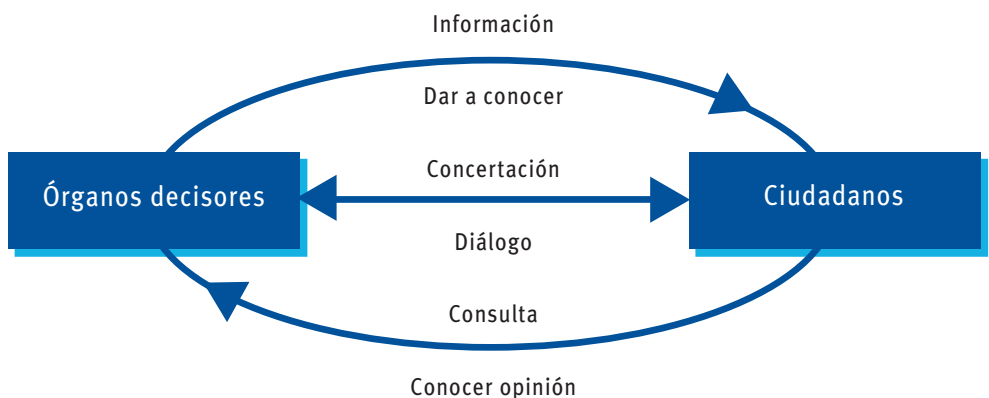 Información
Dar a conocer
Órganos decisores
Concertación
Ciudadanos
Diálogo
Consulta
Conocer opinión